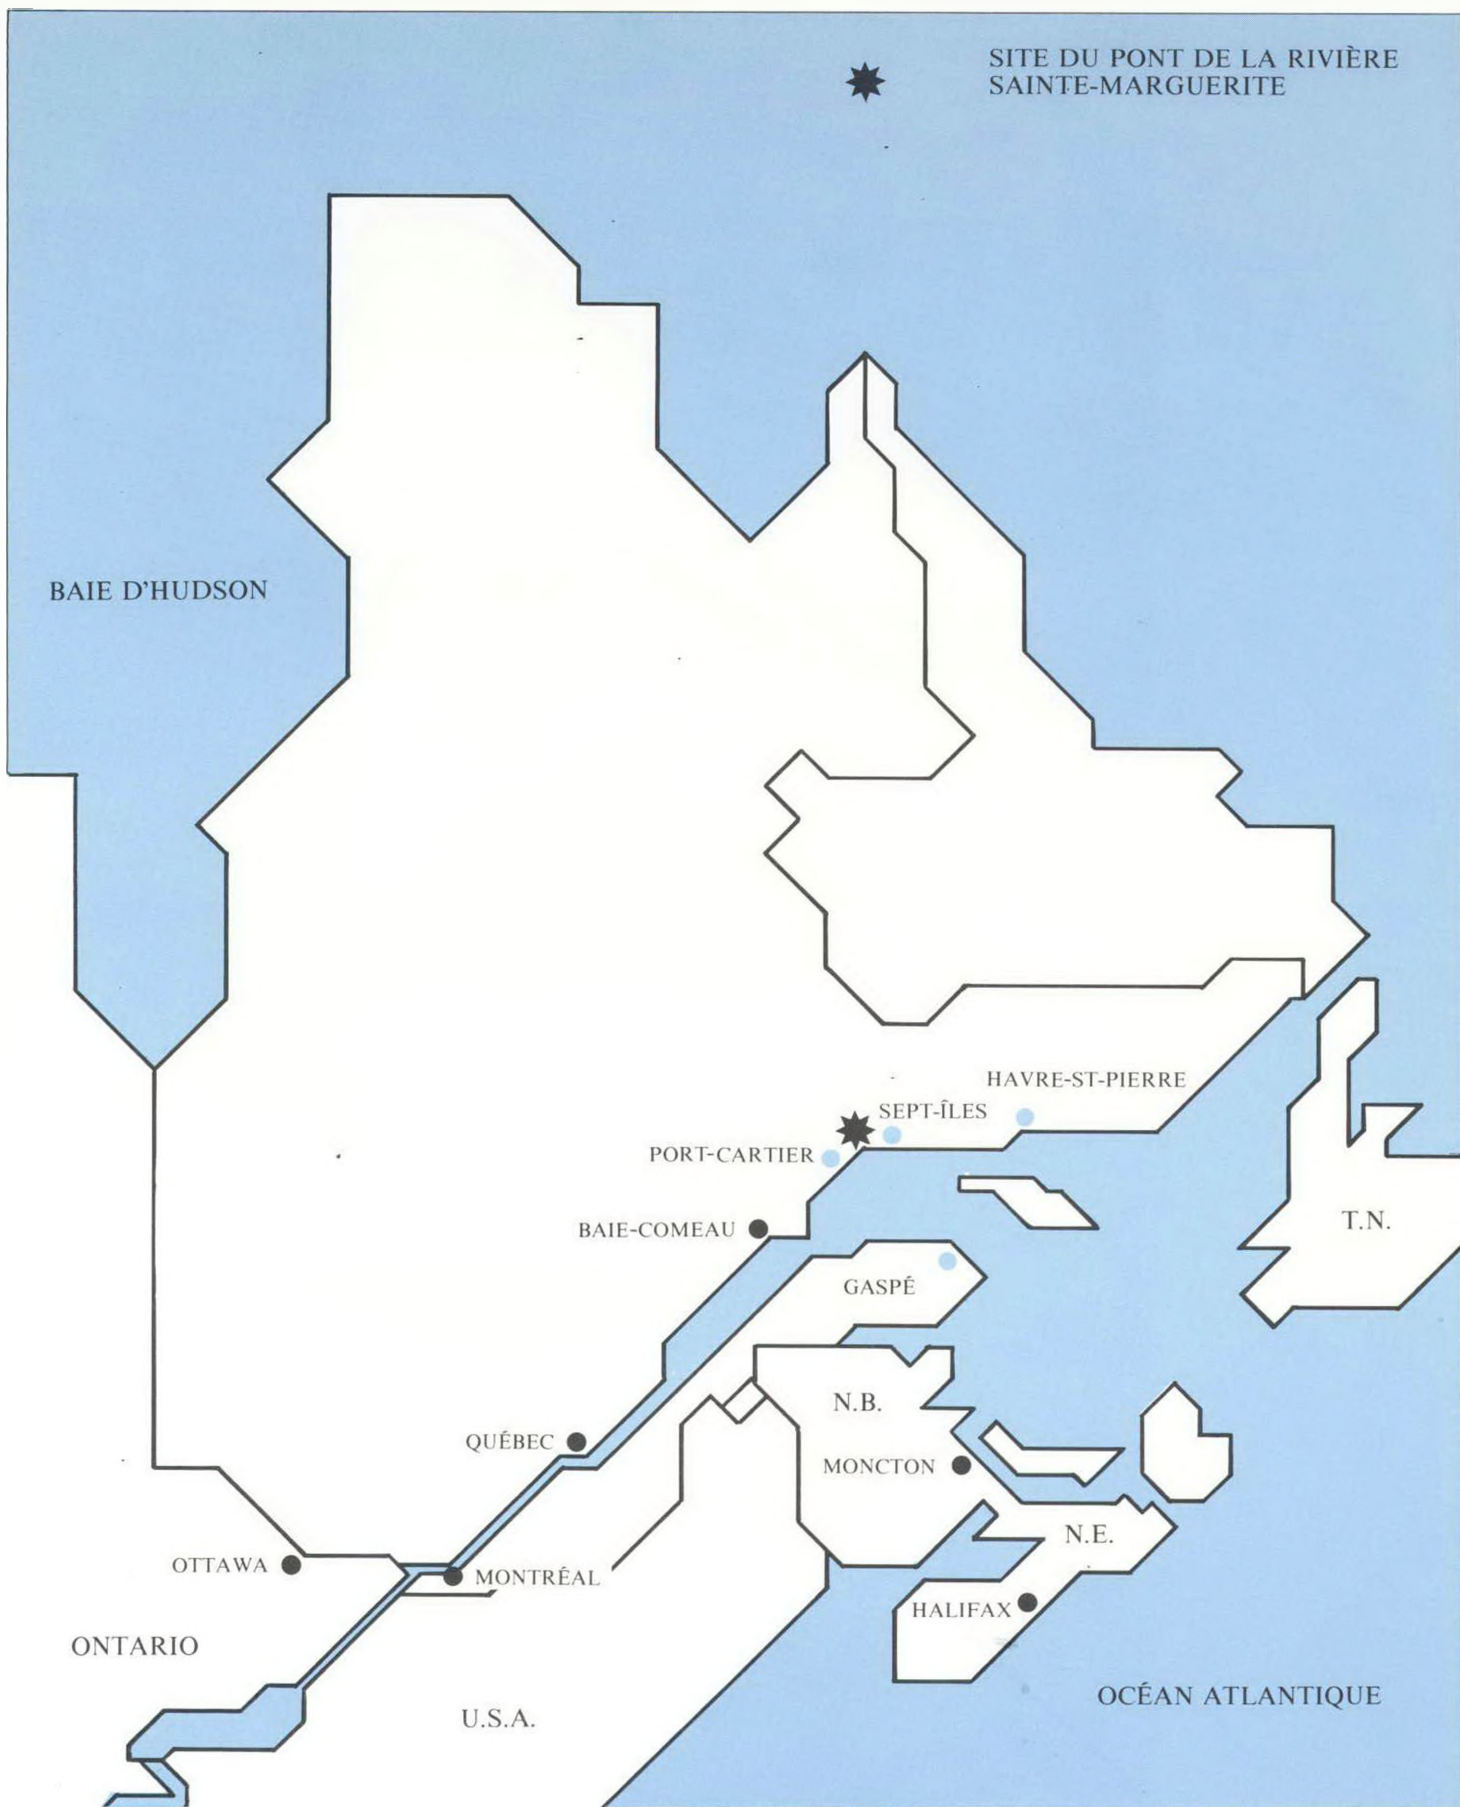 SITE DU PONT DE LA RIVIÈRE
SAINTE-MARGUERITE
BAIE D'HUDSON
HAVRE-ST-PIERRE
SEPT-ÎLES
PORT-CARTIER
T.N.
BAIE-COMEAU
GASPÉ
N.B.
QUÉBEC
MONCTON
N.E.
OTTAWA
MONTRÉAL
HALIFAX
ONTARIO
OCÉAN ATLANTIQUE
U.S.A.